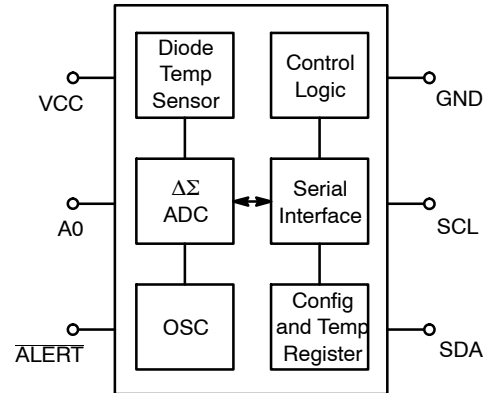 VCC
A0
ALERT
Diode
Temp
Sensor
ΔΣ
ADC
OSC
Control
Logic
Serial
Interface
Config
and Temp
Register
GND
SCL
SDA